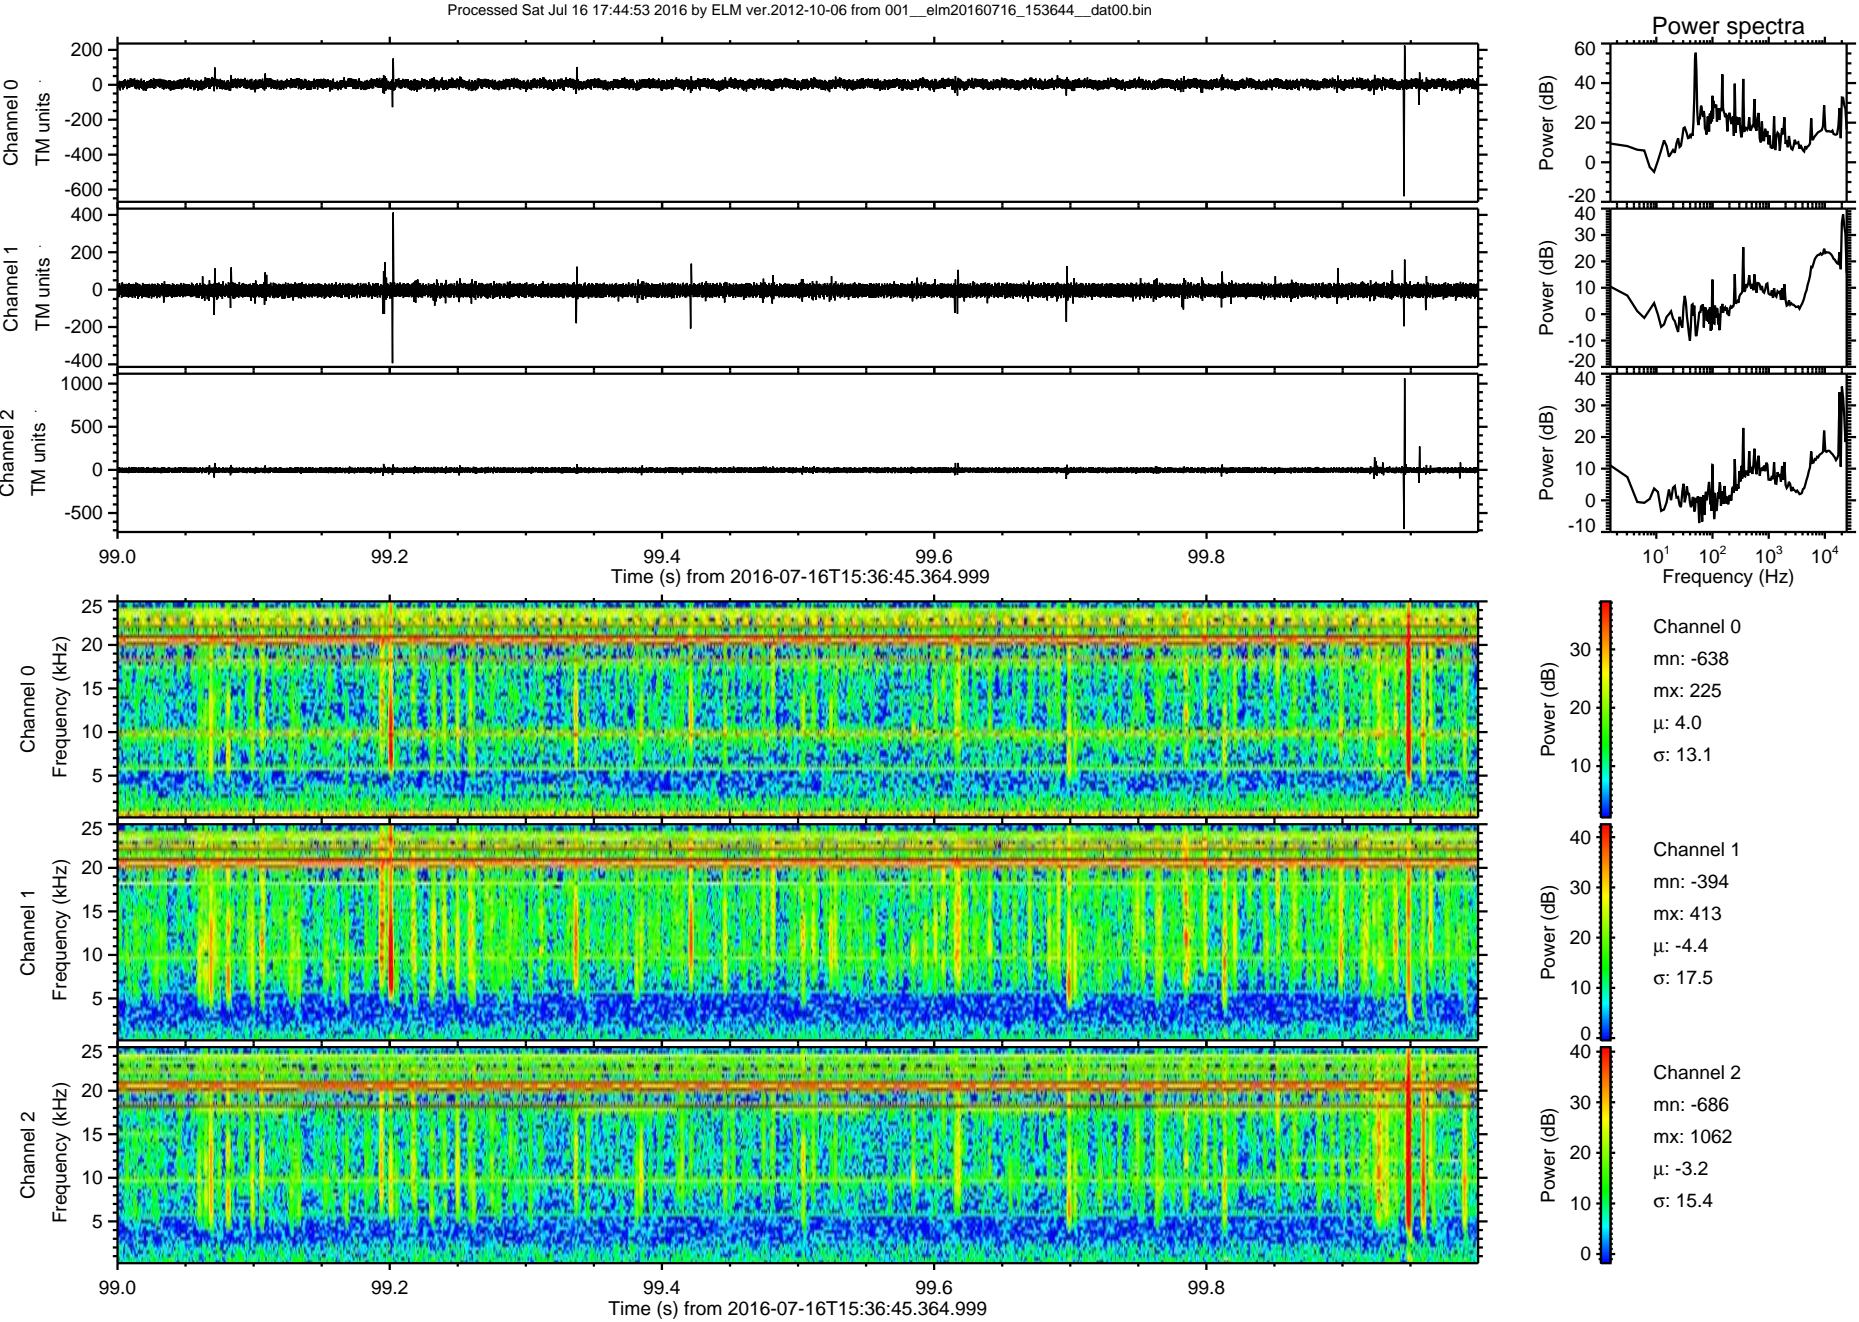 Processed Sat Jul 16 17:44:53 2016 by ELM ver.2012-10-06 from 001__elm20160716_153644__dat00.bin
Power spectra
Channel 0
TM units
200
0
-200
-400
-600
Power (dB)
60
40
20
0
-20
Channel 1
TM units
400
200
0
-200
-400
Power (dB)
40
30
20
10
0
-10
-20
Channel 2
TM units
1000
500
0
-500
Power (dB)
40
30
20
10
0
-10
99.0 99.2 99.4 99.6 99.8
Time (s) from 2016-07-16T15:36:45.364.999
10¹ 10² 10³ 10⁴
Frequency (Hz)
Channel 0
Frequency (kHz)
25
20
15
10
5
Power (dB)
30
20
10
Channel 0
mn: -638
mx: 225
μ: 4.0
σ: 13.1
Channel 1
Frequency (kHz)
25
20
15
10
5
Power (dB)
40
30
20
10
0
Channel 1
mn: -394
mx: 413
μ: -4.4
σ: 17.5
Channel 2
Frequency (kHz)
25
20
15
10
5
Power (dB)
40
30
20
10
0
Channel 2
mn: -686
mx: 1062
μ: -3.2
σ: 15.4
99.0 99.2 99.4 99.6 99.8
Time (s) from 2016-07-16T15:36:45.364.999